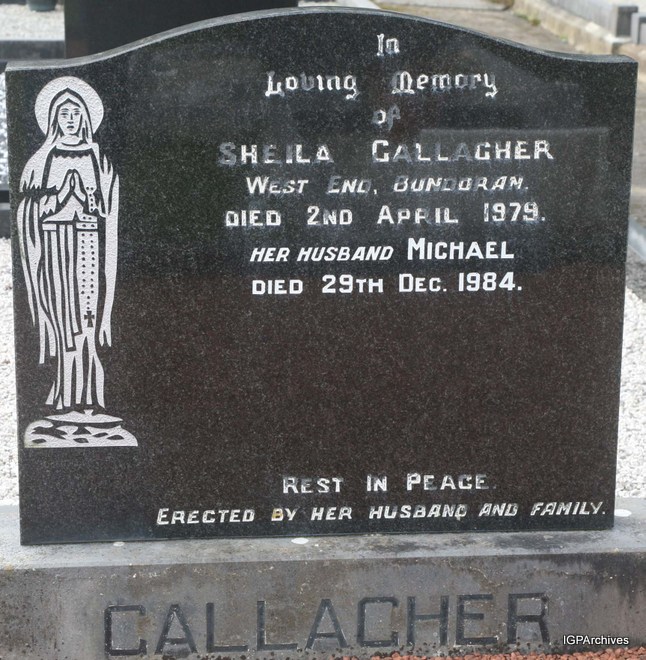 In
Loving Memory
of
SHEILA GALLAGHER
WEST END, BUNDORAN.
DIED 2ND APRIL 1979.
HER HUSBAND MICHAEL
DIED 29TH DEC. 1984.
REST IN PEACE.
ERECTED BY HER HUSBAND AND FAMILY.
GALLAGHER
IGPArchives